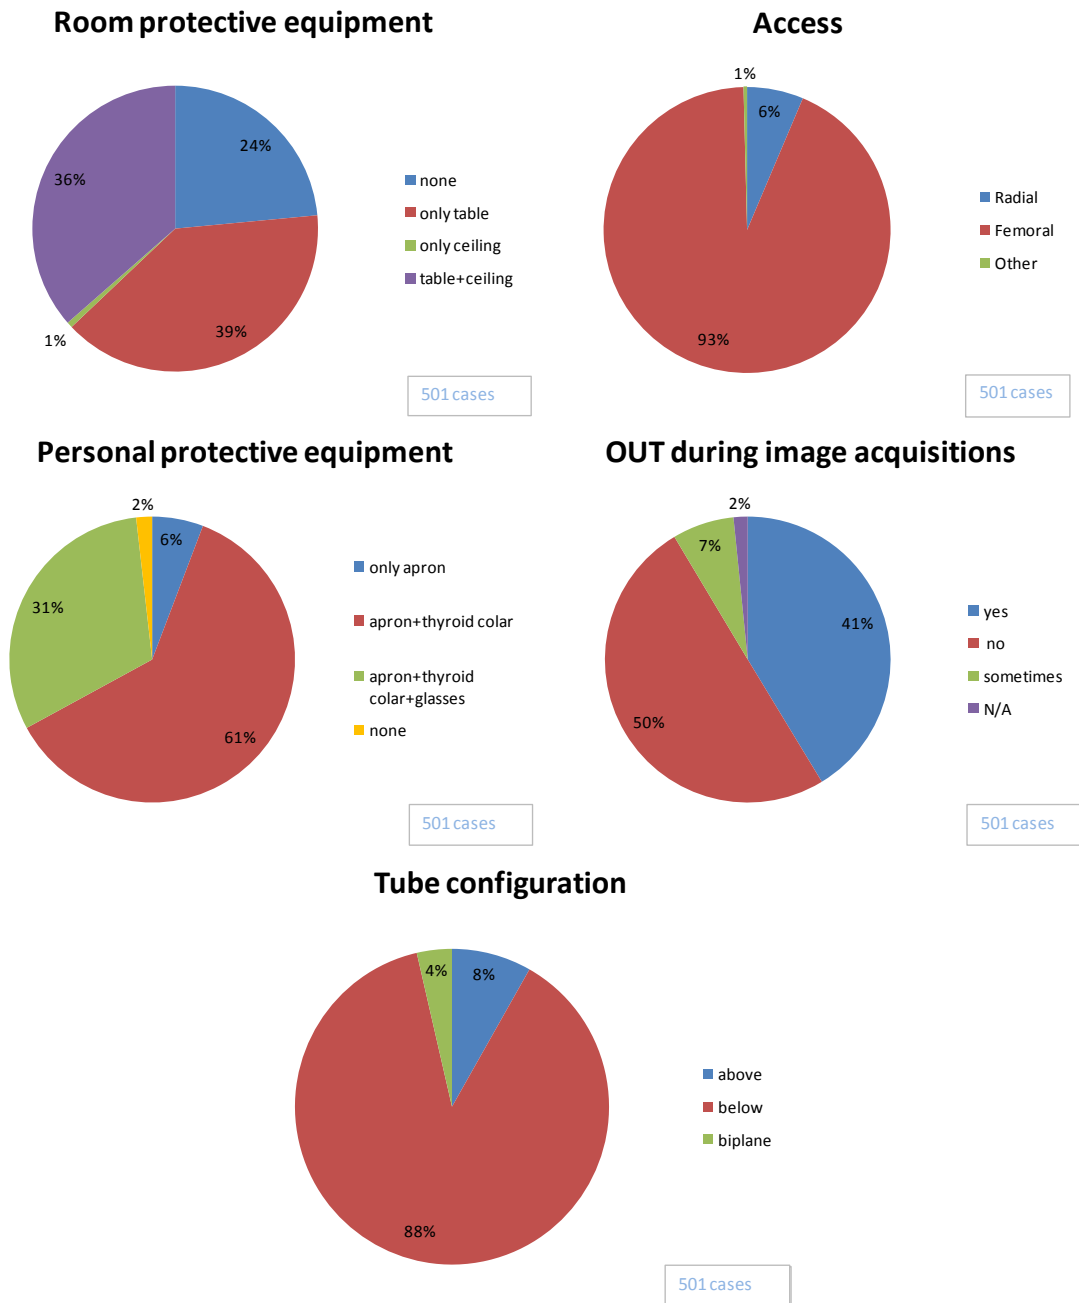 Room protective equipment
24%
36%
39%
1%
none
only table
only ceiling
table+ceiling
501 cases
Access
1%
6%
93%
Radial
Femoral
Other
501 cases
Personal protective equipment
2%
6%
31%
61%
only apron
apron+thyroid colar
apron+thyroid
colar+glasses
none
501 cases
OUT during image acquisitions
2%
7%
41%
50%
yes
no
sometimes
N/A
501 cases
Tube configuration
4%
8%
88%
above
below
biplane
501 cases